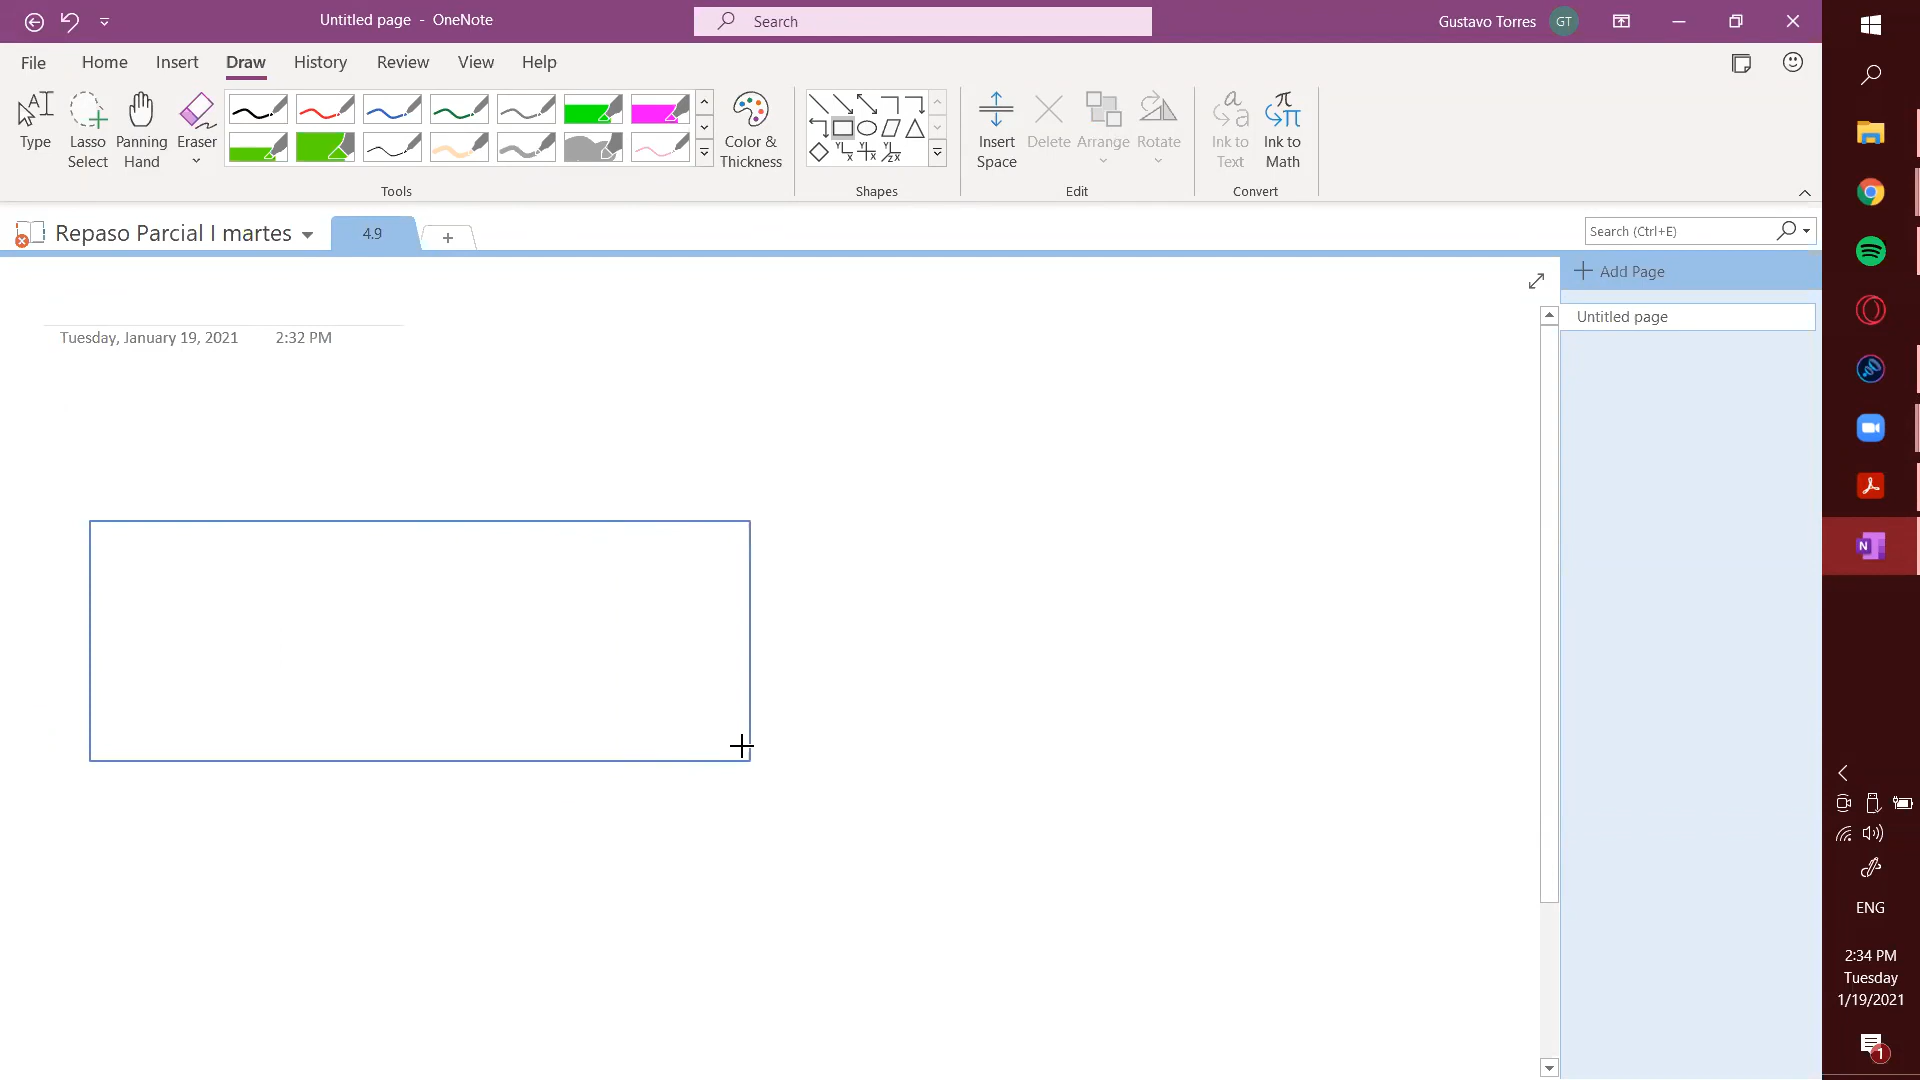 Untitled page - OneNote
Search
Gustavo Torres
GT
File
Home
Insert
Draw
History
Review
View
Help
Type
Lasso Select
Panning Hand
Eraser
Color & Thickness
Insert Space
Delete
Arrange
Rotate
Ink to Text
Ink to Math
Tools
Shapes
Edit
Convert
Repaso Parcial I martes
4.9
Search (Ctrl+E)
Add Page
Untitled page
Tuesday, January 19, 2021 2:32 PM
ENG
2:34 PM
Tuesday
1/19/2021
1